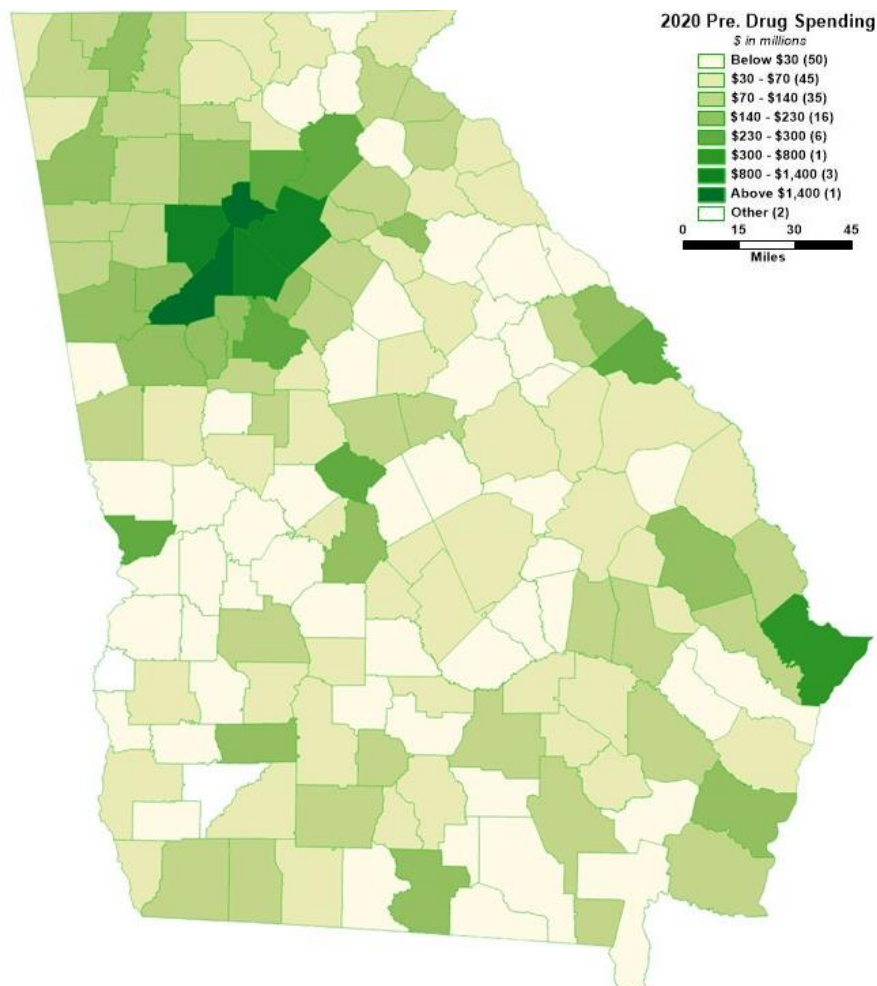 2020 Pre. Drug Spending
$ in millions
Below $30 (50)
$30 - $70 (45)
$70 - $140 (35)
$140 - $230 (16)
$230 - $300 (6)
$300 - $800 (1)
$800 - $1,400 (3)
Above $1,400 (1)
Other (2)
0 15 30 45
Miles